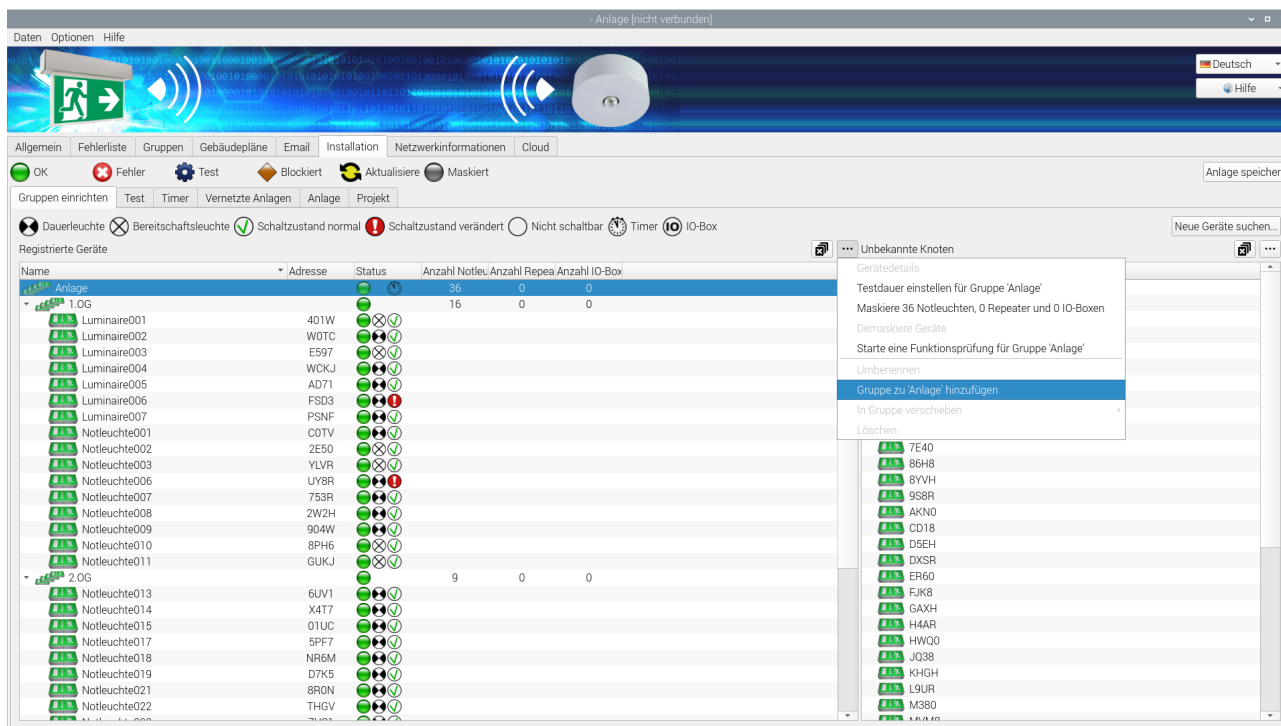 - Anlage [nicht verbunden]
Daten Optionen Hilfe
Deutsch
Hilfe
Allgemein Fehlerliste Gruppen Gebäudepläne Email Installation Netzwerkinformationen Cloud
OK Fehler Test Blockiert Aktualisiere Maskiert Anlage speicher
Gruppen einrichten Test Timer Vernetzte Anlagen Anlage Projekt
Dauerleuchte Bereitschaftsleuchte Schaltzustand normal Schaltzustand verändert Nicht schaltbar Timer IO IO-Box Neue Geräte suchen...
Registrierte Geräte Unbekannte Knoten
Name Adresse Status Anzahl Notleu Anzahl Repea Anzahl IO-Box
Anlage 36 0 0
1.OG 16 0 0
Luminaire001 401W
Luminaire002 W0TC
Luminaire003 E597
Luminaire004 WCKJ
Luminaire005 AD71
Luminaire006 FSD3
Luminaire007 PSNF
Notleuchte001 C0TV
Notleuchte002 2E50
Notleuchte003 YLVR
Notleuchte006 UY8R
Notleuchte007 753R
Notleuchte008 2W2H
Notleuchte009 904W
Notleuchte010 8PH6
Notleuchte011 GUKJ
2.OG 9 0 0
Notleuchte013 6UV1
Notleuchte014 X4T7
Notleuchte015 01UC
Notleuchte017 5PF7
Notleuchte018 NR6M
Notleuchte019 D7K5
Notleuchte021 8R0N
Notleuchte022 THGV
Gerätedetails
Testdauer einstellen für Gruppe 'Anlage'
Maskiere 36 Notleuchten, 0 Repeater und 0 IO-Boxen
Demaskiere Geräte
Starte eine Funktionsprüfung für Gruppe 'Anlage'
Umbenennen
Gruppe zu 'Anlage' hinzufügen
In Gruppe verschieben
Löschen
7E40
86H8
8YVH
9S8R
AKN0
CD18
D5EH
DXSR
ER60
FJK8
GAXH
H4AR
HWQ0
JQ38
KHGH
L9UR
M380